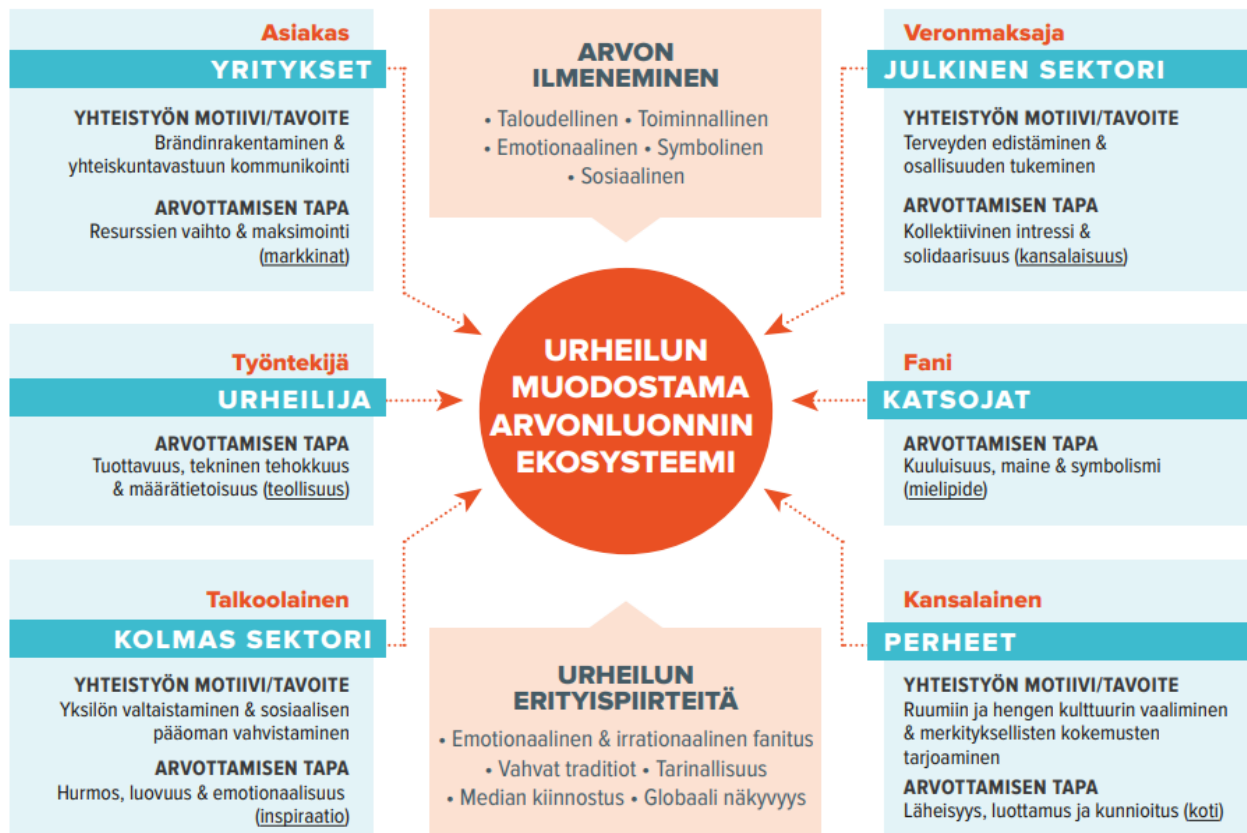 Asiakas
YRITYKSET
YHTEISTYÖN MOTIIVI/TAVOITE
Brändinrakentaminen &
yhteiskuntavastuun kommunikointi
ARVOTTAMISEN TAPA
Resurssien vaihto & maksimointi
(markkinat)
ARVON
ILMENEMINEN
• Taloudellinen • Toiminnallinen
• Emotionaalinen • Symbolinen
• Sosiaalinen
Veronmaksaja
JULKINEN SEKTORI
YHTEISTYÖN MOTIIVI/TAVOITE
Terveyden edistäminen &
osallisuuden tukeminen
ARVOTTAMISEN TAPA
Kollektiivinen intressi &
solidaarisuus (kansalaisuus)
Työntekijä
URHEILIJA
ARVOTTAMISEN TAPA
Tuottavuus, tekninen tehokkuus
& määrätietoisuus (teollisuus)
URHEILUN
MUODOSTAMA
ARVONLUONNIN
EKOSYSTEEMI
Fani
KATSOJAT
ARVOTTAMISEN TAPA
Kuuluisuus, maine & symbolismi
(mielipide)
Talkoolainen
KOLMAS SEKTORI
YHTEISTYÖN MOTIIVI/TAVOITE
Yksilön valtaistaminen & sosiaalisen
pääoman vahvistaminen
ARVOTTAMISEN TAPA
Hurmos, luovuus & emotionaalisuus
(inspiraatio)
URHEILUN
ERITYISPIIRTEITÄ
• Emotionaalinen & irrationaalinen fanitus
• Vahvat traditiot • Tarinallisuus
• Median kiinnostus • Globaali näkyvyys
Kansalainen
PERHEET
YHTEISTYÖN MOTIIVI/TAVOITE
Ruumiin ja hengen kulttuurin vaaliminen
& merkityksellisten kokemusten
tarjoaminen
ARVOTTAMISEN TAPA
Läheisyys, luottamus ja kunnioitus (koti)